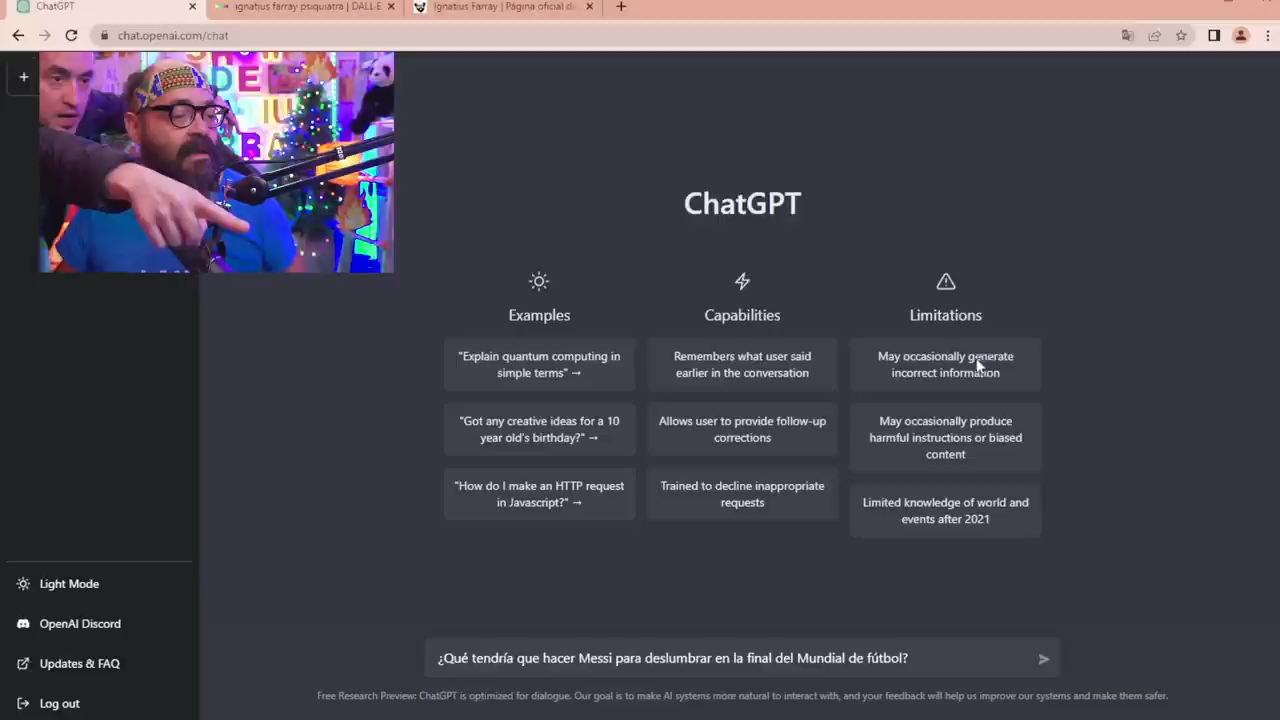 ChatGPT
ignatius farray psiquiatra | DALL·E
Ignatius Farray | Página oficial de
chat.openai.com/chat
DE
ChatGPT
Examples
Capabilities
Limitations
"Explain quantum computing in
simple terms" →
Remembers what user said
earlier in the conversation
May occasionally generate
incorrect information
"Got any creative ideas for a 10
year old's birthday?" →
Allows user to provide follow-up
corrections
May occasionally produce
harmful instructions or biased
content
"How do I make an HTTP request
in Javascript?" →
Trained to decline inappropriate
requests
Limited knowledge of world and
events after 2021
Light Mode
OpenAI Discord
Updates & FAQ
Log out
¿Qué tendría que hacer Messi para deslumbrar en la final del Mundial de fútbol?
Free Research Preview: ChatGPT is optimized for dialogue. Our goal is to make AI systems more natural to interact with, and your feedback will help us improve our systems and make them safer.